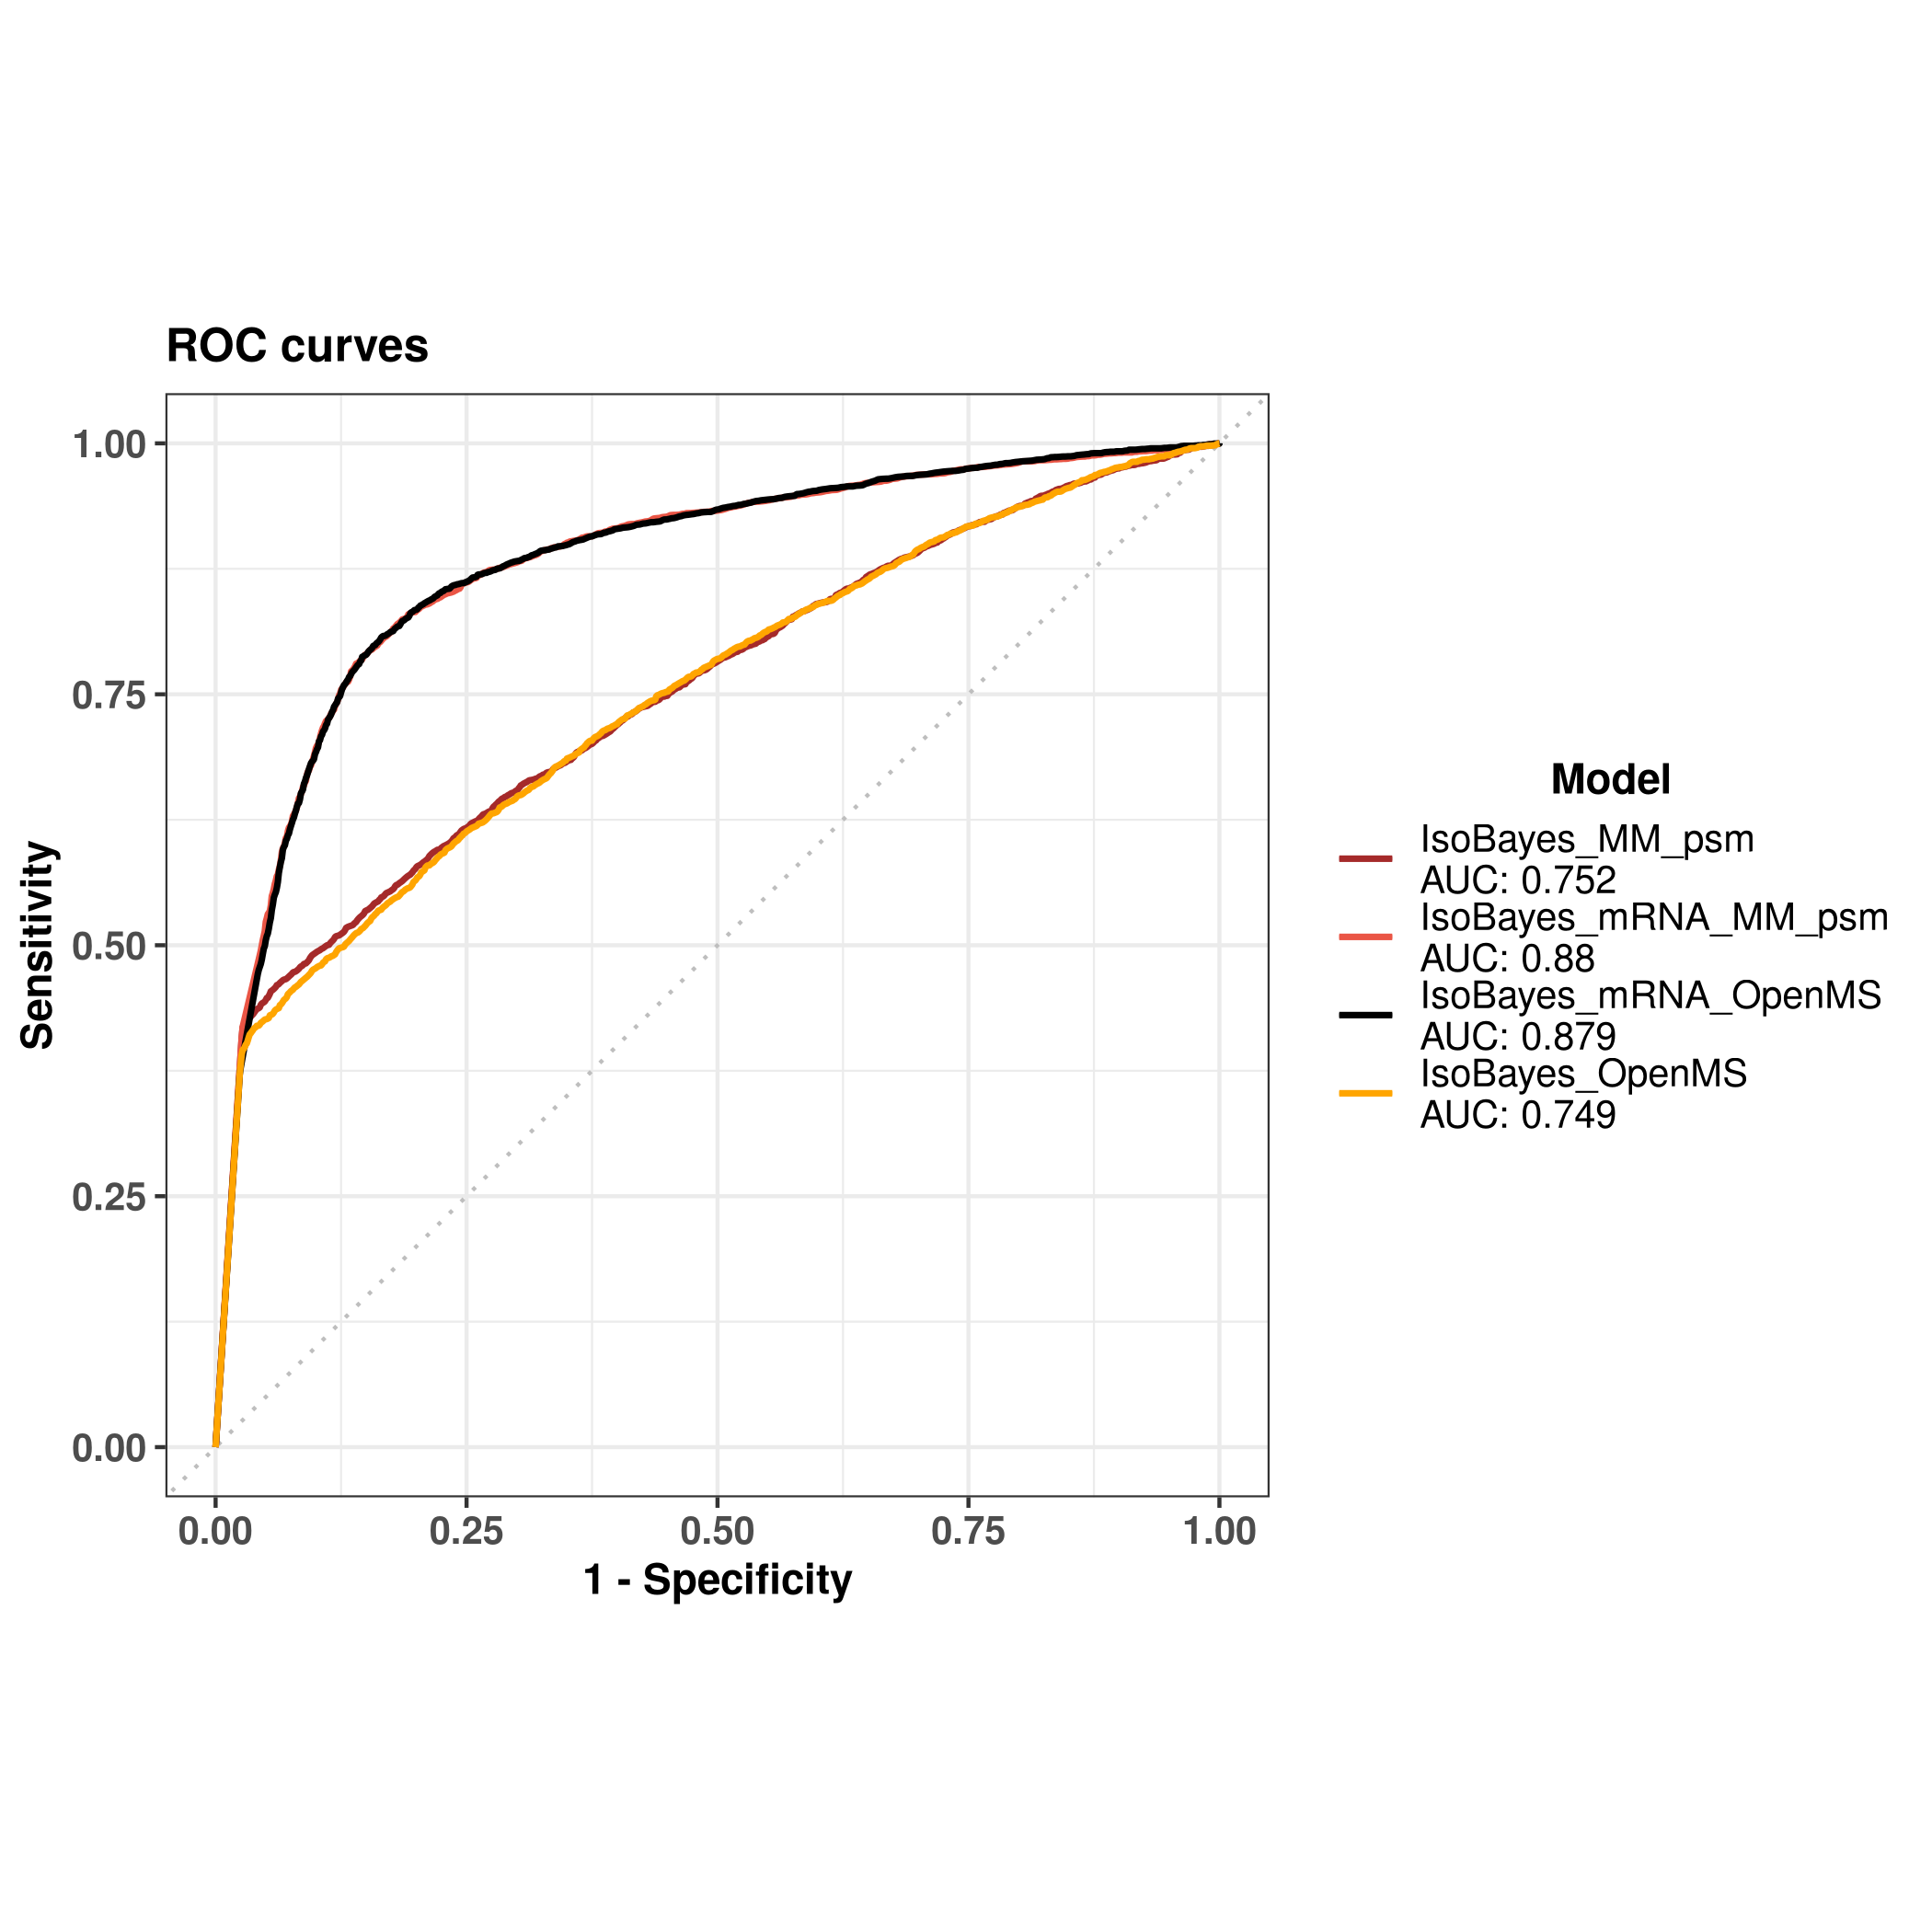 ROC curves
1.00
0.75
0.50
0.25
0.00
0.00 0.25 0.50 0.75 1.00
1 - Specificity
Sensitivity
Model
IsoBayes_MM_psm
AUC: 0.752
IsoBayes_mRNA_MM_psm
AUC: 0.88
IsoBayes_mRNA_OpenMS
AUC: 0.879
IsoBayes_OpenMS
AUC: 0.749